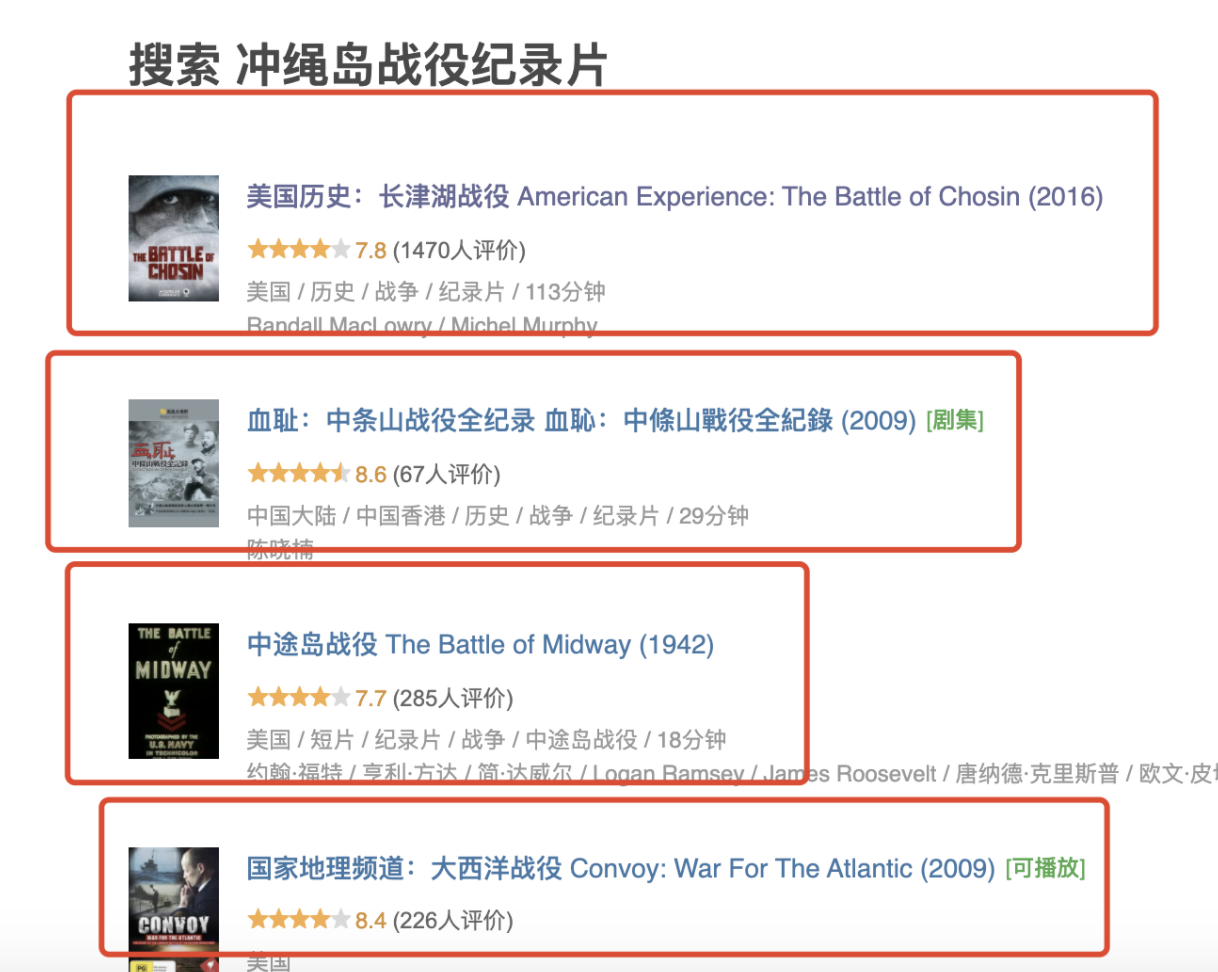 搜索 冲绳岛战役纪录片
美国历史：长津湖战役 American Experience: The Battle of Chosin (2016)
THE BATTLE OF
CHOSIN
7.8 (1470人评价)
美国 / 历史 / 战争 / 纪录片 / 113分钟
Randall MacLowry / Michel Murphy
血耻：中条山战役全纪录 血恥：中條山戰役全紀錄 (2009) [剧集]
血耻
8.6 (67人评价)
中国大陆 / 中国香港 / 历史 / 战争 / 纪录片 / 29分钟
陈晓楠
中途岛战役 The Battle of Midway (1942)
THE BATTLE
of
MIDWAY
PHOTOGRAPHED BY THE
U.S. NAVY
IN TECHNICOLOR
7.7 (285人评价)
美国 / 短片 / 纪录片 / 战争 / 中途岛战役 / 18分钟
约翰·福特 / 亨利·方达 / 简·达威尔 / Logan Ramsey / James Roosevelt / 唐纳德·克里斯普 / 欧文·皮
国家地理频道：大西洋战役 Convoy: War For The Atlantic (2009) [可播放]
CONVOY
WAR FOR THE ATLANTIC
PG
8.4 (226人评价)
美国